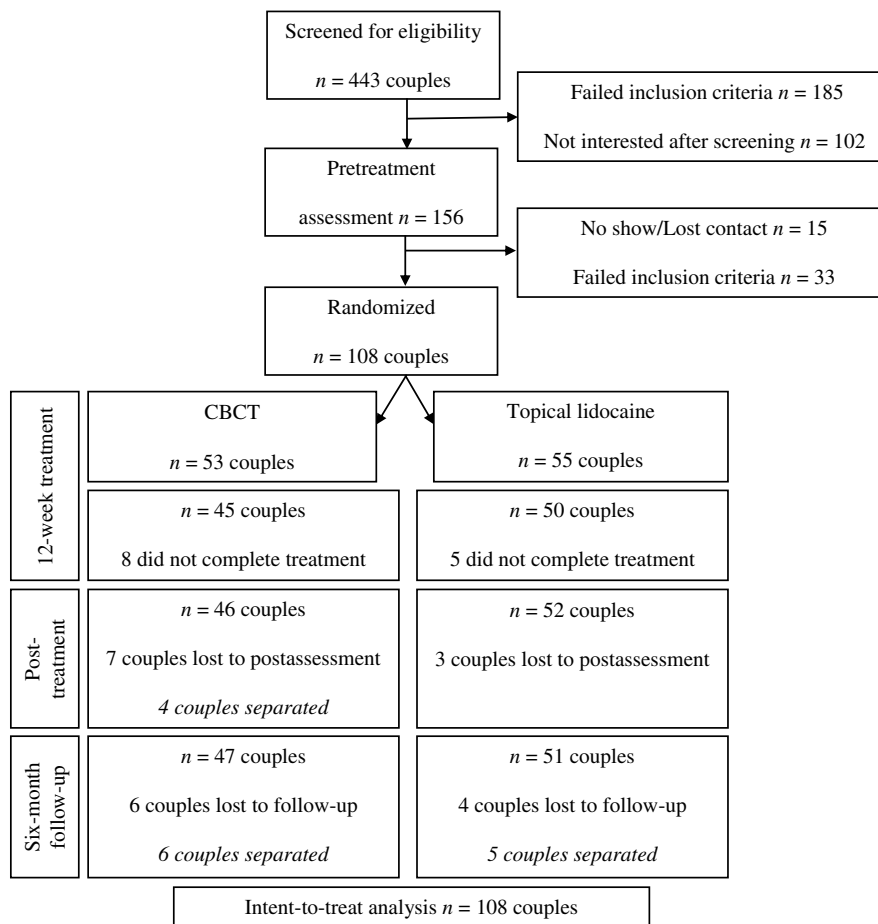 Screened for eligibility
n = 443 couples
Failed inclusion criteria n = 185
Not interested after screening n = 102
Pretreatment
assessment n = 156
No show/Lost contact n = 15
Failed inclusion criteria n = 33
Randomized
n = 108 couples
12-week treatment
CBCT
n = 53 couples
Topical lidocaine
n = 55 couples
n = 45 couples
8 did not complete treatment
n = 50 couples
5 did not complete treatment
Post-
treatment
n = 46 couples
7 couples lost to postassessment
4 couples separated
n = 52 couples
3 couples lost to postassessment
Six-month
follow-up
n = 47 couples
6 couples lost to follow-up
6 couples separated
n = 51 couples
4 couples lost to follow-up
5 couples separated
Intent-to-treat analysis n = 108 couples